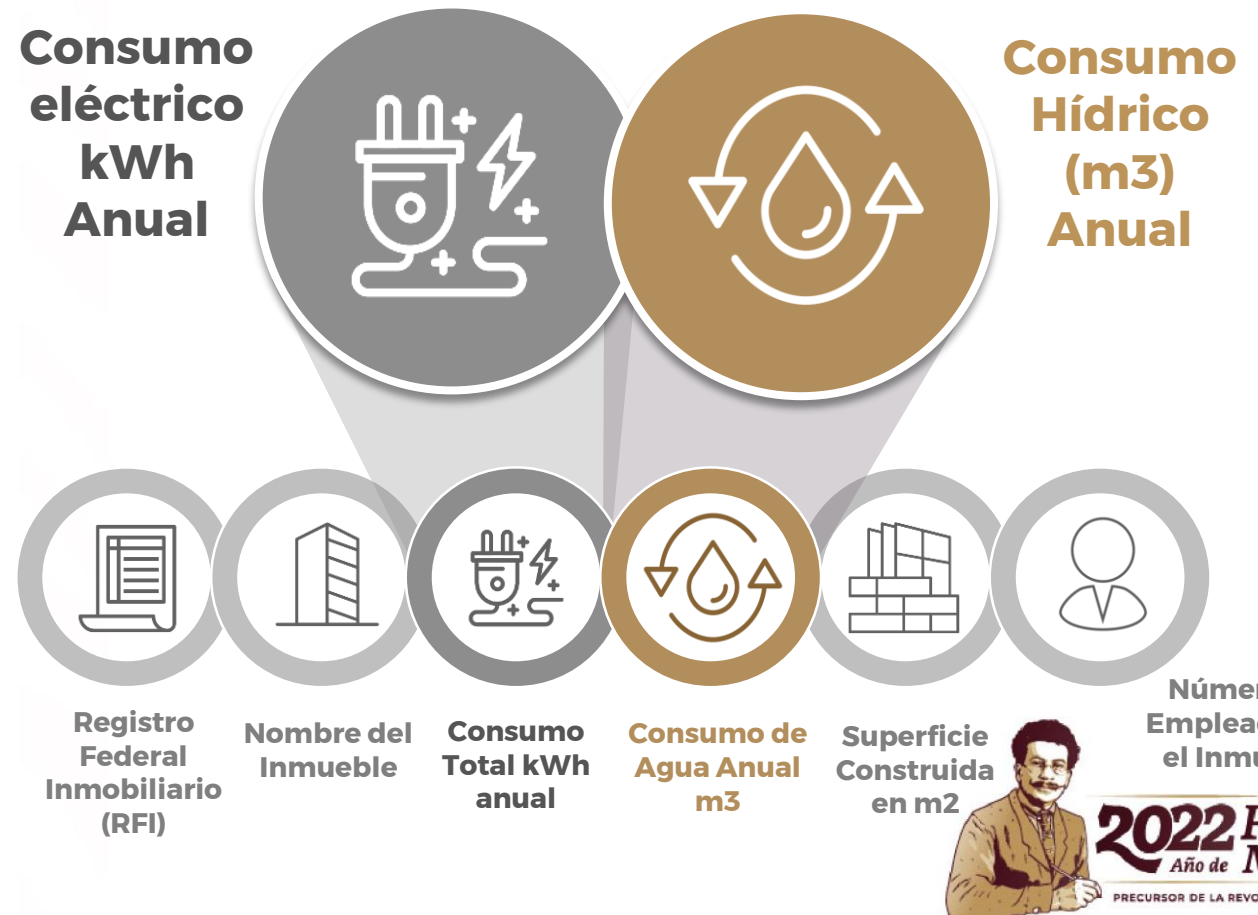 Consumo
eléctrico
kWh
Anual
Consumo
Hídrico
(m3)
Anual
Registro
Federal
Inmobiliario
(RFI)
Nombre del
Inmueble
Consumo
Total kWh
anual
Consumo de
Agua Anual
m3
Superficie
Construida
en m2
el
2022
Año de
PRECURSOR DE LA